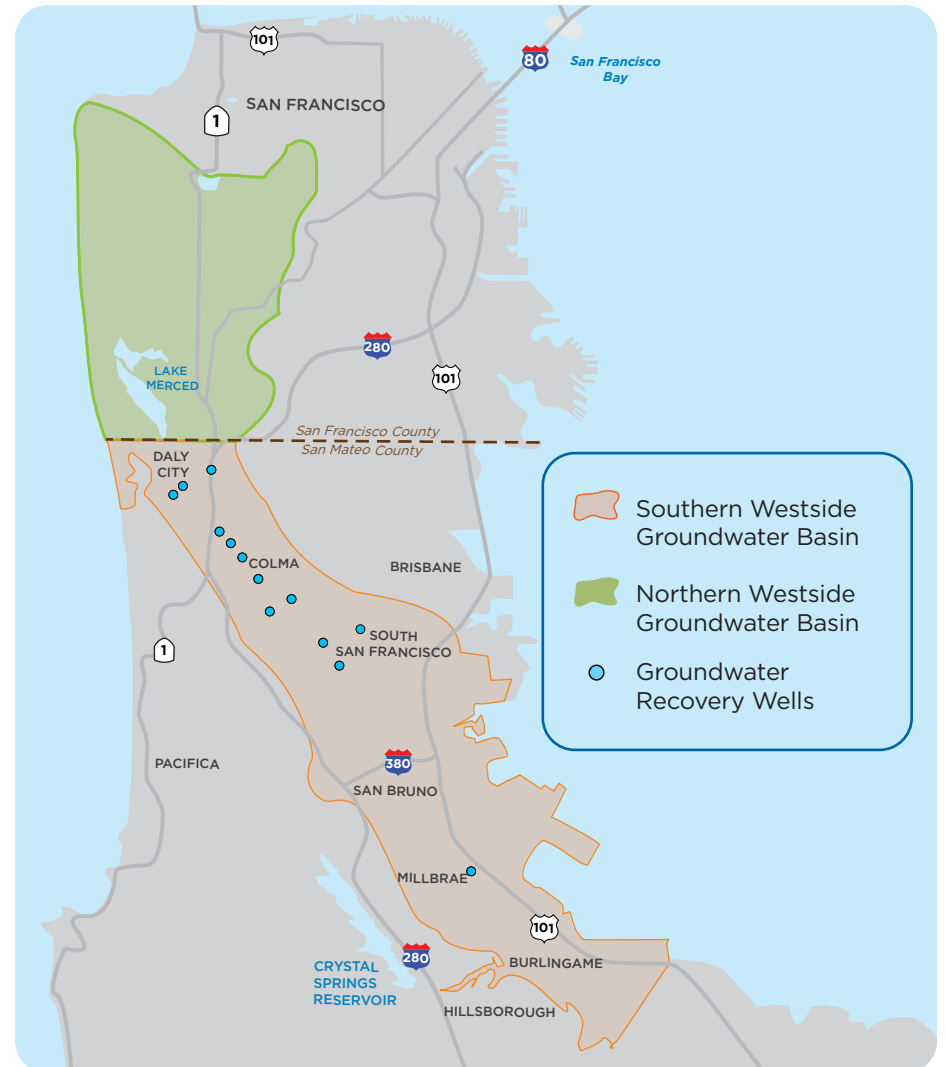 101
80
San Francisco
Bay
SAN FRANCISCO
1
280
LAKE
MERCED
101
San Francisco County
San Mateo County
DALY
CITY
COLMA
BRISBANE
SOUTH
SAN FRANCISCO
1
PACIFICA
380
SAN BRUNO
MILLBRAE
101
280
BURLINGAME
CRYSTAL
SPRINGS
RESERVOIR
HILLSBOROUGH
Southern Westside
Groundwater Basin
Northern Westside
Groundwater Basin
Groundwater
Recovery Wells